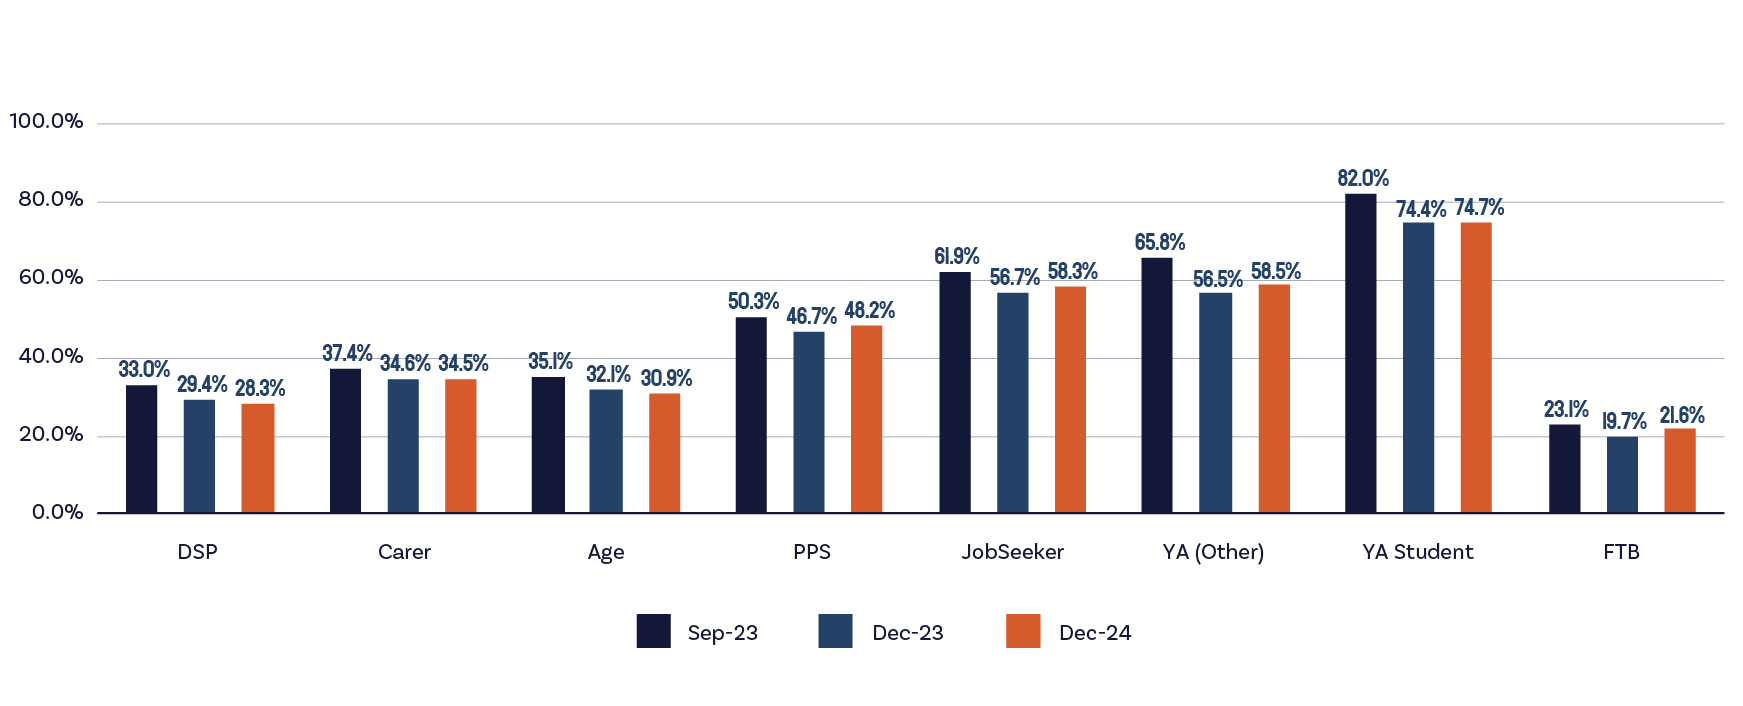 100.0%
80.0%
60.0%
40.0%
20.0%
0.0%
33.0% 29.4% 28.3%
37.4% 34.6% 34.5%
35.1% 32.1% 30.9%
50.3% 46.7% 48.2%
61.9% 56.7% 58.3%
65.8% 56.5% 58.5%
82.0% 74.4% 74.7%
23.1% 19.7% 21.6%
DSP Carer Age PPS JobSeeker YA (Other) YA Student FTB
Sep-23 Dec-23 Dec-24